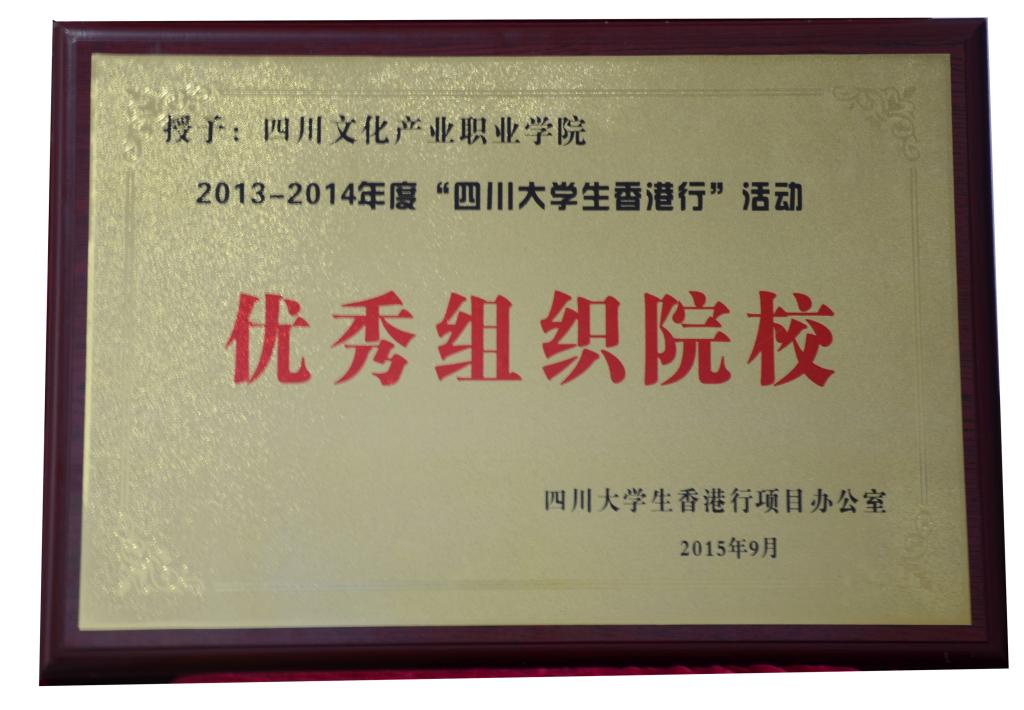 授予：四川文化产业职业学院
2013-2014年度“四川大学生香港行”活动
优秀组织院校
四川大学生香港行项目办公室
2015年9月